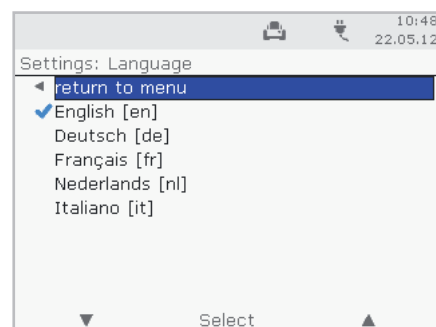 10:48
22.05.12
Settings: Language
return to menu
English [en]
Deutsch [de]
Français [fr]
Nederlands [nl]
Italiano [it]
Select